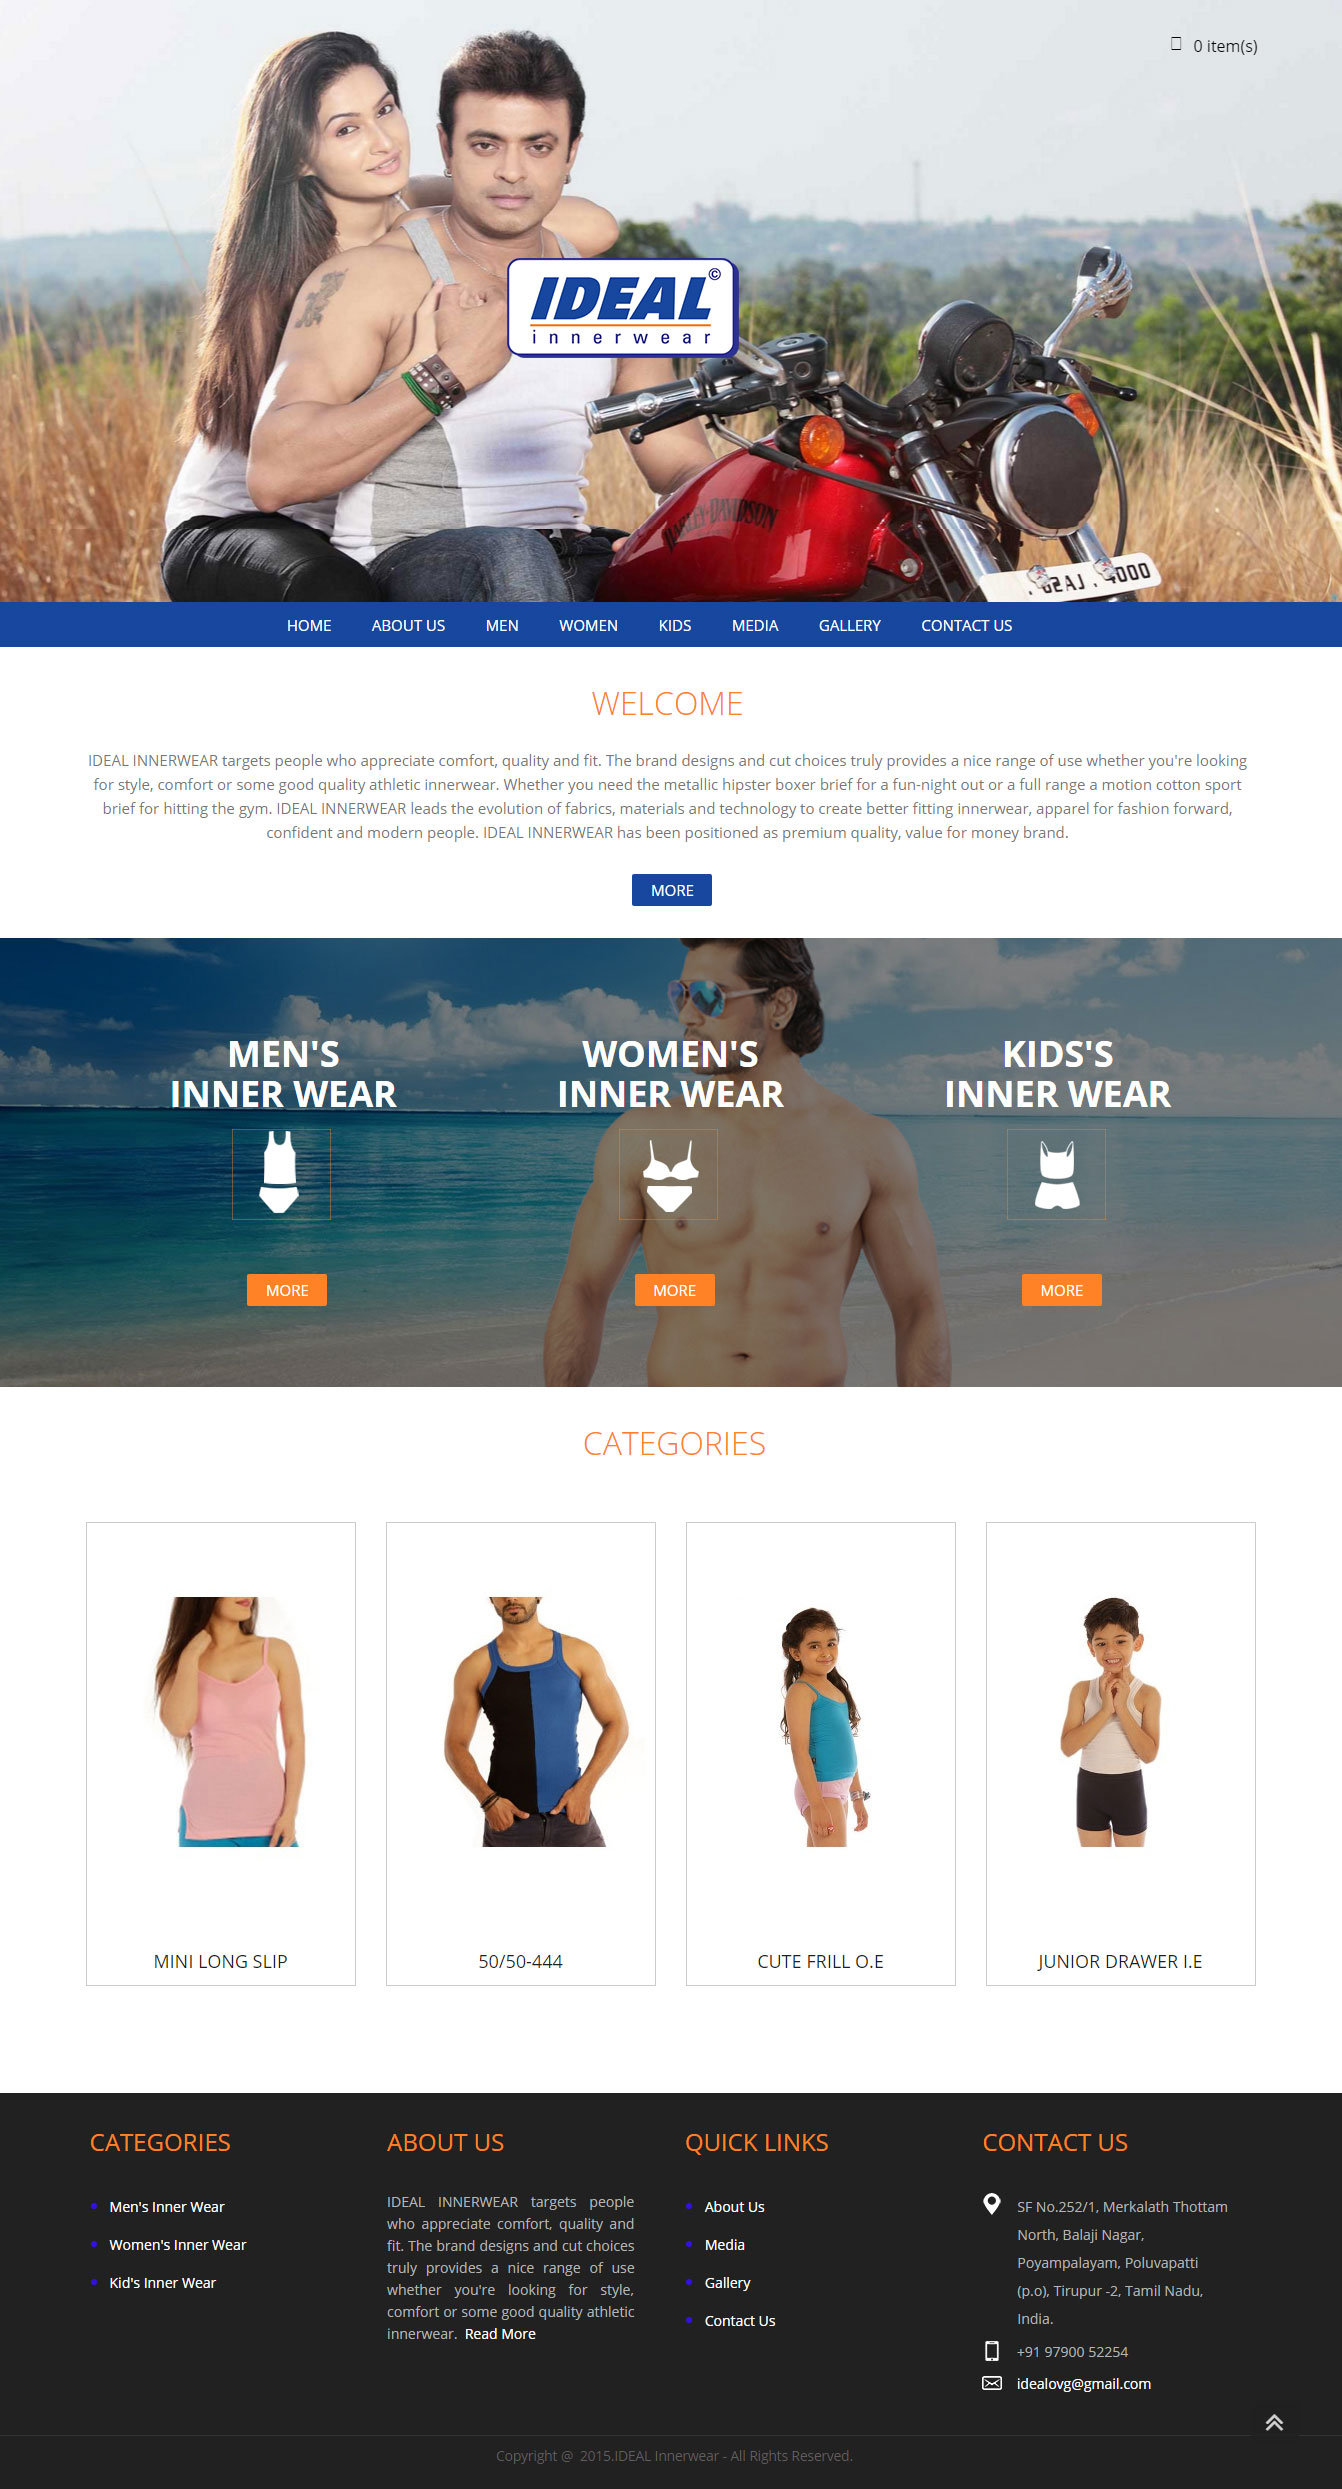 0 item(s)
IDEAL©
innerwear
HARLEY-DAVIDSON
HOME ABOUT US MEN WOMEN KIDS MEDIA GALLERY CONTACT US
WELCOME
IDEAL INNERWEAR targets people who appreciate comfort, quality and fit. The brand designs and cut choices truly provides a nice range of use whether you're looking
for style, comfort or some good quality athletic innerwear. Whether you need the metallic hipster boxer brief for a fun-night out or a full range a motion cotton sport
brief for hitting the gym. IDEAL INNERWEAR leads the evolution of fabrics, materials and technology to create better fitting innerwear, apparel for fashion forward,
confident and modern people. IDEAL INNERWEAR has been positioned as premium quality, value for money brand.
MORE
MEN'S
INNER WEAR
MORE
WOMEN'S
INNER WEAR
MORE
KIDS'S
INNER WEAR
MORE
CATEGORIES
MINI LONG SLIP
50/50-444
CUTE FRILL O.E
JUNIOR DRAWER I.E
CATEGORIES
Men's Inner Wear
Women's Inner Wear
Kid's Inner Wear
ABOUT US
IDEAL INNERWEAR targets people
who appreciate comfort, quality and
fit. The brand designs and cut choices
truly provides a nice range of use
whether you're looking for style,
comfort or some good quality athletic
innerwear. Read More
QUICK LINKS
About Us
Media
Gallery
Contact Us
CONTACT US
SF No.252/1, Merkalath Thottam
North, Balaji Nagar,
Poyampalayam, Poluvapatti
(p.o), Tirupur -2, Tamil Nadu,
India.
+91 97900 52254
idealovg@gmail.com
Copyright @ 2015.IDEAL Innerwear - All Rights Reserved.